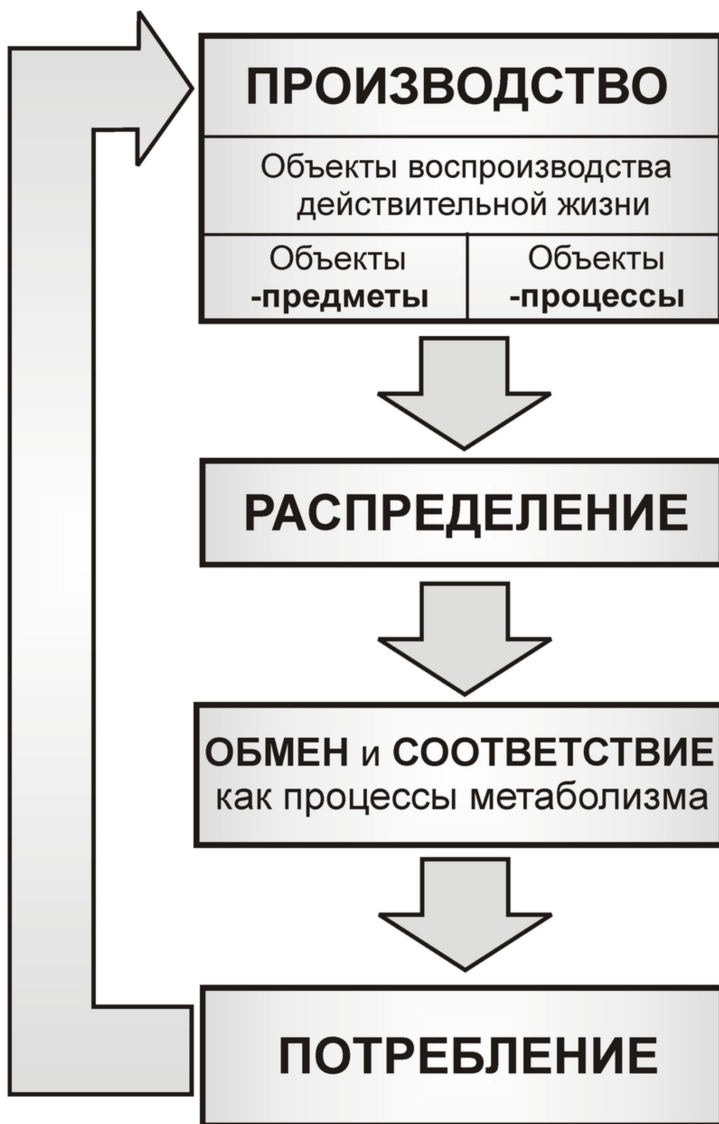 ПРОИЗВОДСТВО
Объекты воспроизводства
действительной жизни
Объекты
-предметы
Объекты
-процессы
РАСПРЕДЕЛЕНИЕ
ОБМЕН и СООТВЕТСТВИЕ
как процессы метаболизма
ПОТРЕБЛЕНИЕ